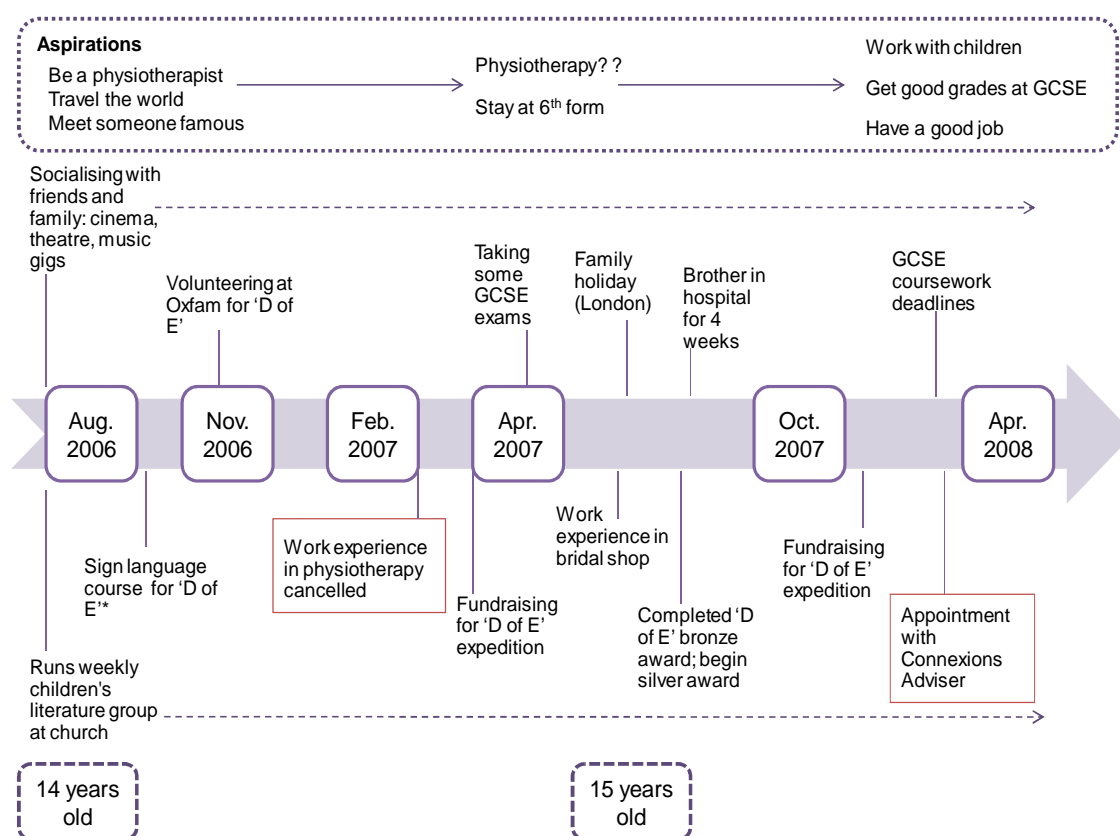 Aspirations
Be a physiotherapist
Travel the world
Meet someone famous
Physiotherapy? ?
Stay at 6th form
Work with children
Get good grades at GCSE
Have a good job
Socialising with
friends and
family: cinema,
theatre, music
gigs
Volunteering at
Oxfam for ‘D of
E’
Taking
some
GCSE
exams
Family
holiday
(London)
Brother in
hospital
for 4
weeks
GCSE
coursework
deadlines
Aug.
2006
Nov.
2006
Feb.
2007
Apr.
2007
Oct.
2007
Apr.
2008
Sign language
course for ‘D of
E’*
Work experience
in physiotherapy
cancelled
Fundraising
for ‘D of E’
expedition
Work
experience in
bridal shop
Completed ‘D
of E’ bronze
award; begin
silver award
Fundraising
for ‘D of E’
expedition
Appointment
with
Connexions
Adviser
Runs weekly
children's
literature group
at church
14 years
old
15 years
old